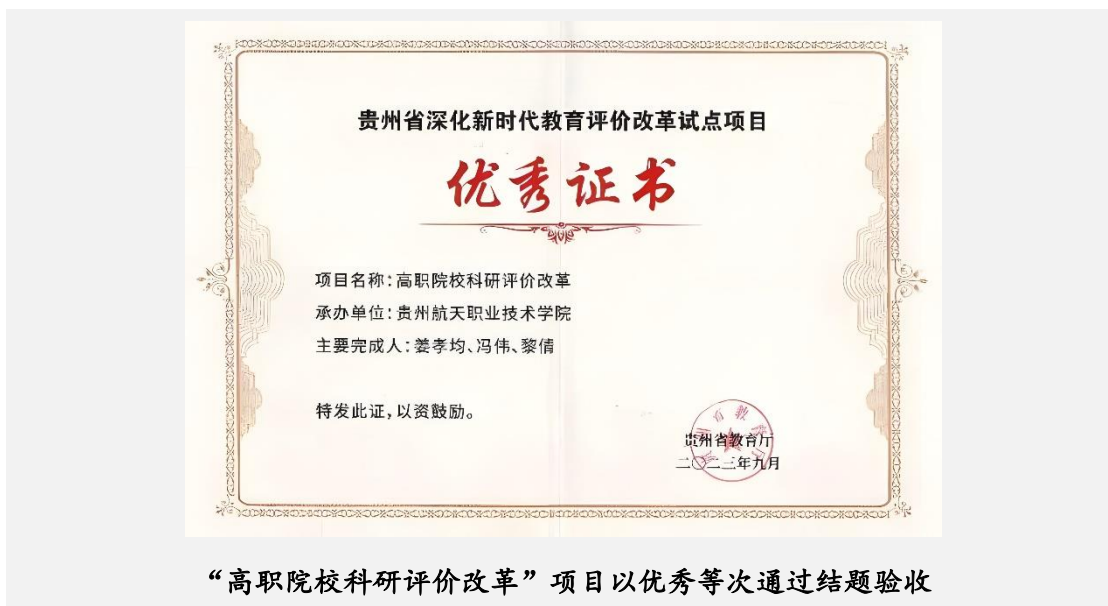 贵州省深化新时代教育评价改革试点项目
优秀证书
项目名称：高职院校科研评价改革
承办单位：贵州航天职业技术学院
主要完成人：姜孝均、冯伟、黎倩
特发此证，以资鼓励。
贵州省教育厅
二〇二三年九月
“高职院校科研评价改革”项目以优秀等次通过结题验收